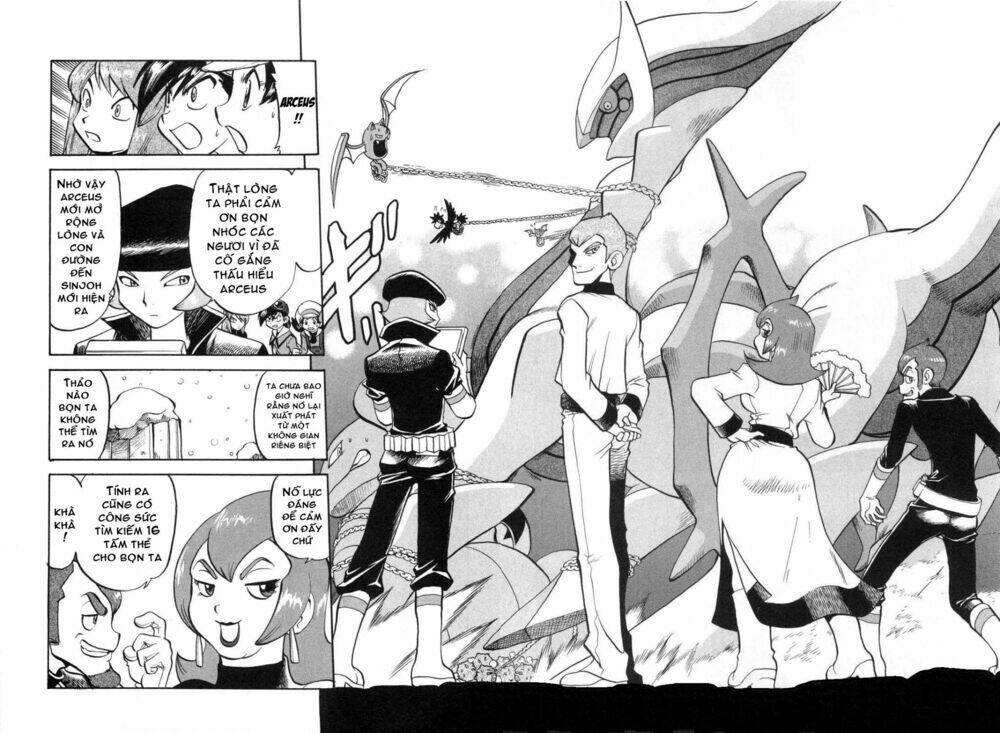 ARCEUS
!!
THẬT LÒNG
TA PHẢI CẢM
ƠN BỌN
NHÓC CÁC
NGƯƠI VÌ ĐÃ
CỐ GẮNG
THẤU HIỂU
ARCEUS
NHỜ VẬY
ARCEUS
MỚI MỞ
RỘNG
LÒNG VÀ
CON
ĐƯỜNG
ĐẾN
SINJOH
MỚI HIỆN
RA
TA CHƯA BAO
GIỜ NGHĨ
RẰNG NÓ LẠI
XUẤT PHÁT
TỪ MỘT
KHÔNG GIAN
RIÊNG BIỆT
THẢO
NÀO
BỌN TA
KHÔNG
THỂ TÌM
RA NÓ
NỖ LỰC
ĐÁNG
ĐỂ CẢM
ƠN ĐẤY
CHỨ
TÍNH RA
CŨNG CÓ
CÔNG SỨC
TÌM KIẾM 16
TẤM THẺ
CHO BỌN TA
KHÀ
KHÀ
!
ギギ